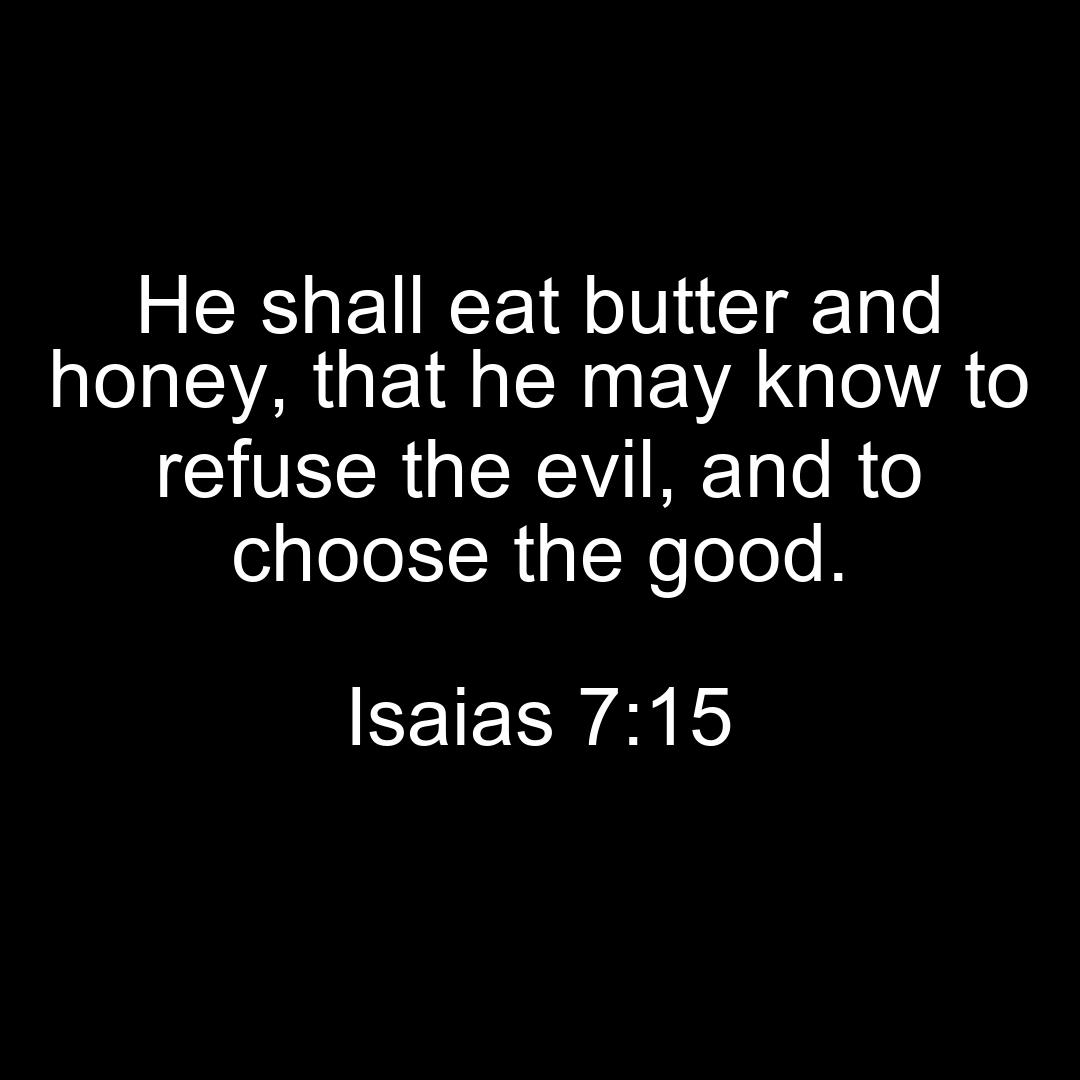 He shall eat butter and
honey, that he may know to
refuse the evil, and to
choose the good.
Isaias 7:15